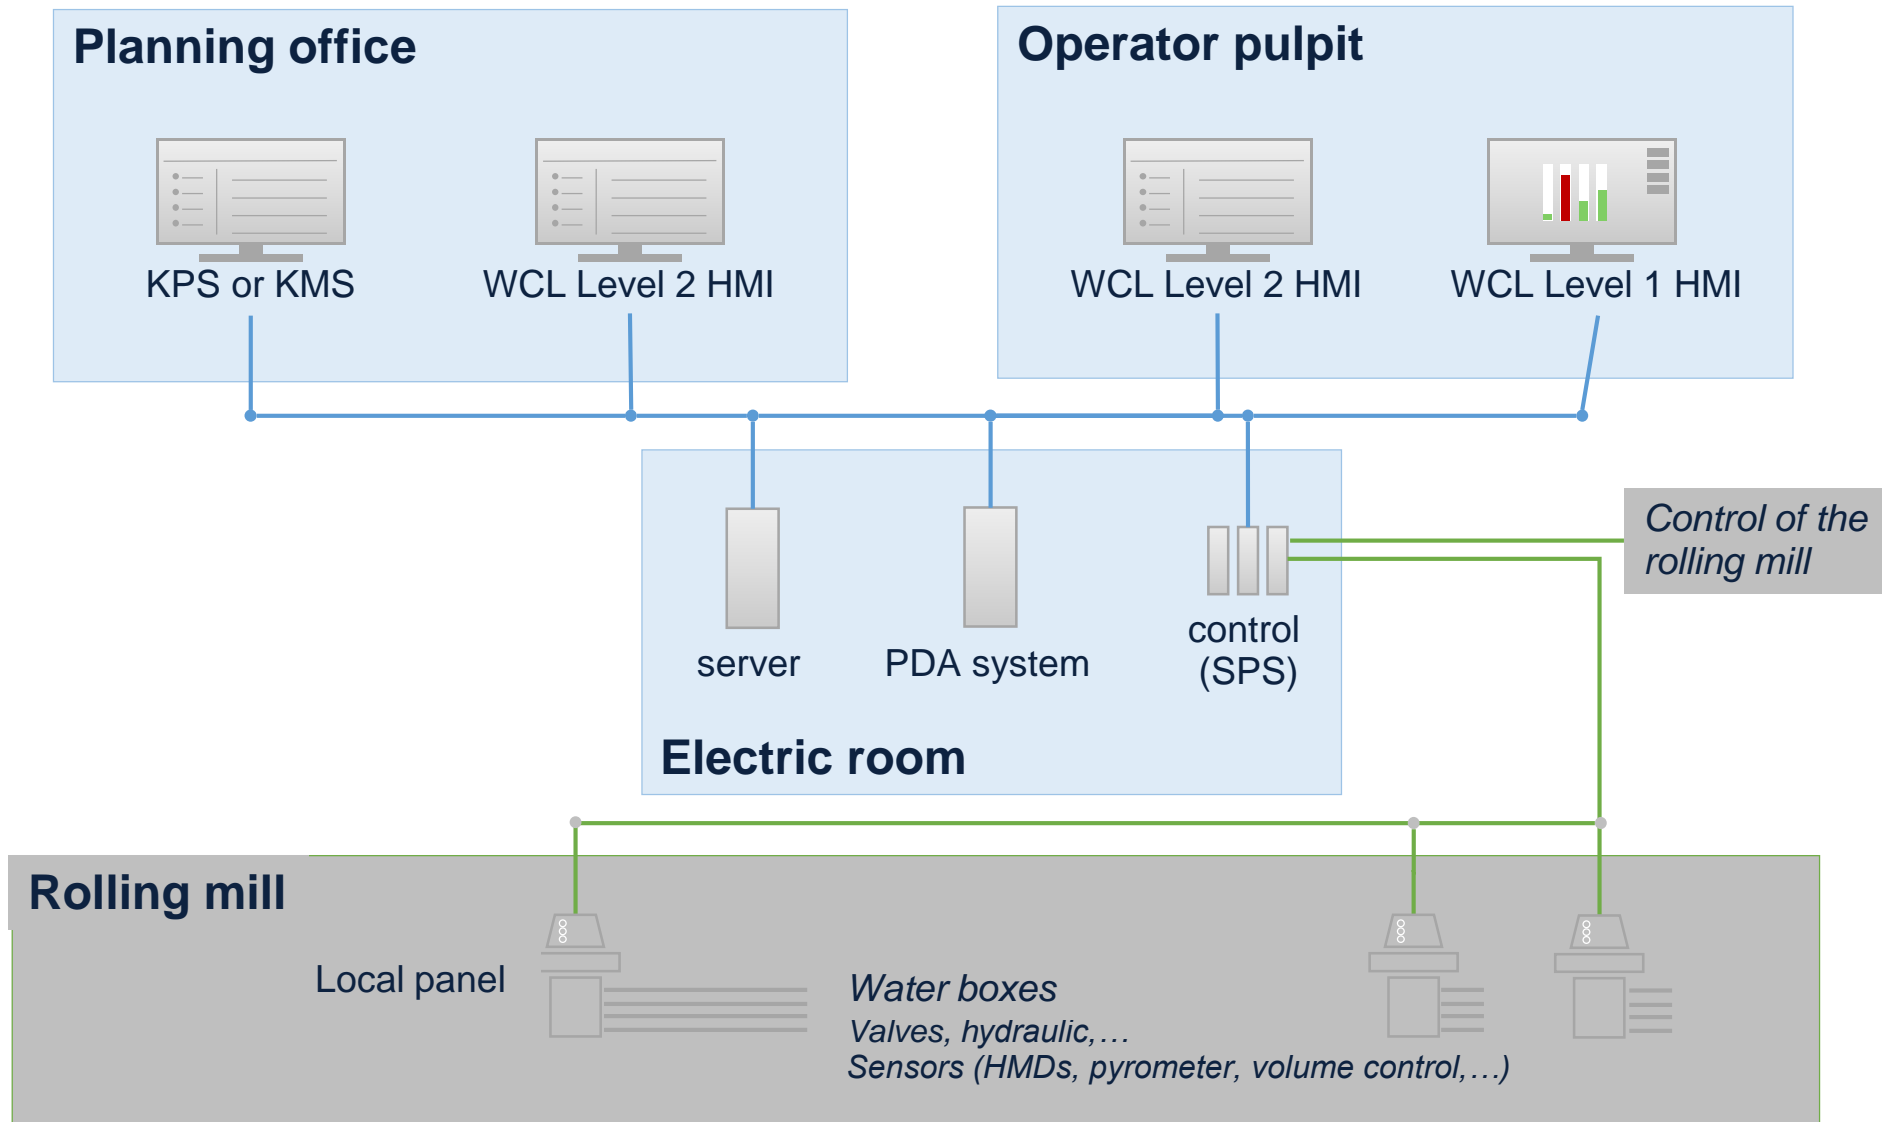 Planning office
Operator pulpit
KPS or KMS
WCL Level 2 HMI
WCL Level 2 HMI
WCL Level 1 HMI
Control of the
rolling mill
server
PDA system
control
(SPS)
Electric room
Rolling mill
Local panel
Water boxes
Valves, hydraulic,…
Sensors (HMDs, pyrometer, volume control,…)